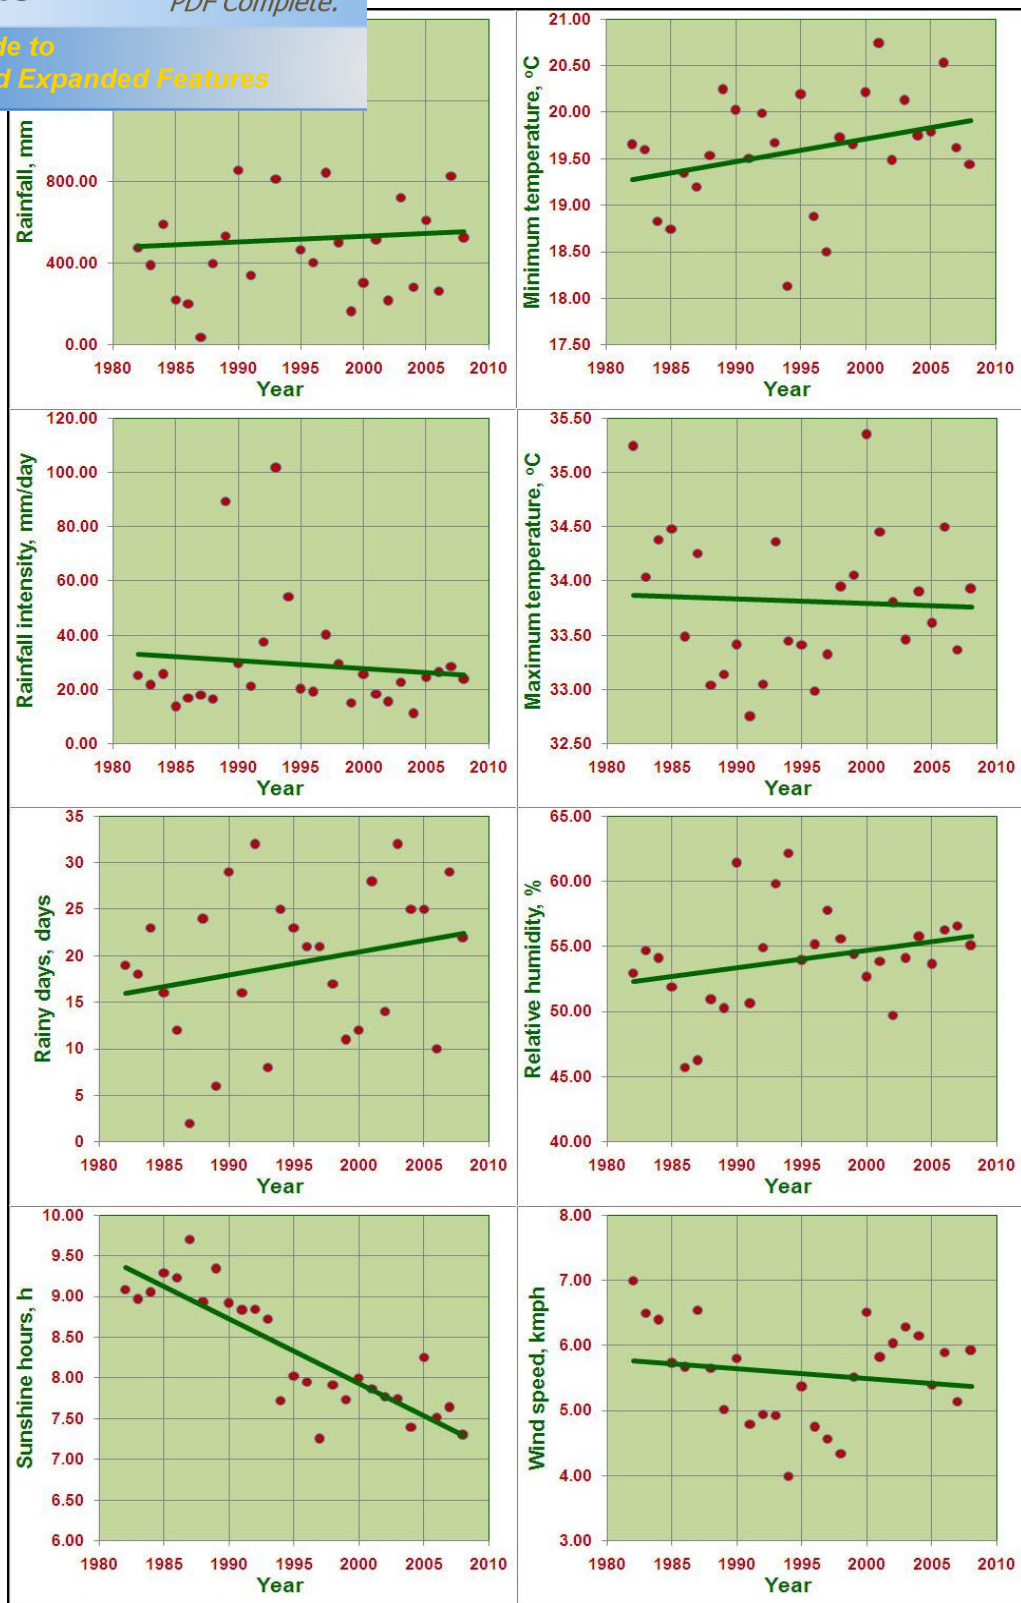 PDF Complete.
de to
d Expanded Features
Rainfall, mm
800.00
400.00
0.00
1980 1985 1990 1995 2000 2005 2010
Year
Minimum temperature, ºC
21.00
20.50
20.00
19.50
19.00
18.50
18.00
17.50
1980 1985 1990 1995 2000 2005 2010
Year
Rainfall intensity, mm/day
120.00
100.00
80.00
60.00
40.00
20.00
0.00
1980 1985 1990 1995 2000 2005 2010
Year
Maximum temperature, ºC
35.50
35.00
34.50
34.00
33.50
33.00
32.50
1980 1985 1990 1995 2000 2005 2010
Year
Rainy days, days
35
30
25
20
15
10
5
0
1980 1985 1990 1995 2000 2005 2010
Year
Relative humidity, %
65.00
60.00
55.00
50.00
45.00
40.00
1980 1985 1990 1995 2000 2005 2010
Year
Sunshine hours, h
10.00
9.50
9.00
8.50
8.00
7.50
7.00
6.50
6.00
1980 1985 1990 1995 2000 2005 2010
Year
Wind speed, kmph
8.00
7.00
6.00
5.00
4.00
3.00
1980 1985 1990 1995 2000 2005 2010
Year